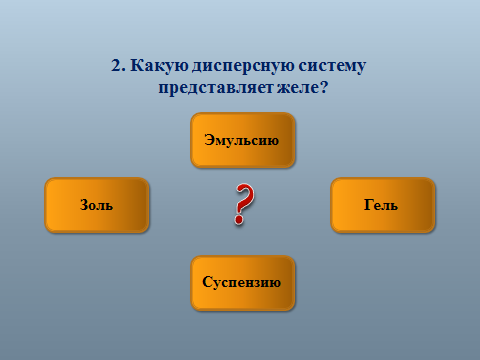 2. Какую дисперсную систему
представляет желе?
Эмульсию
Золь
?
Гель
Суспензию